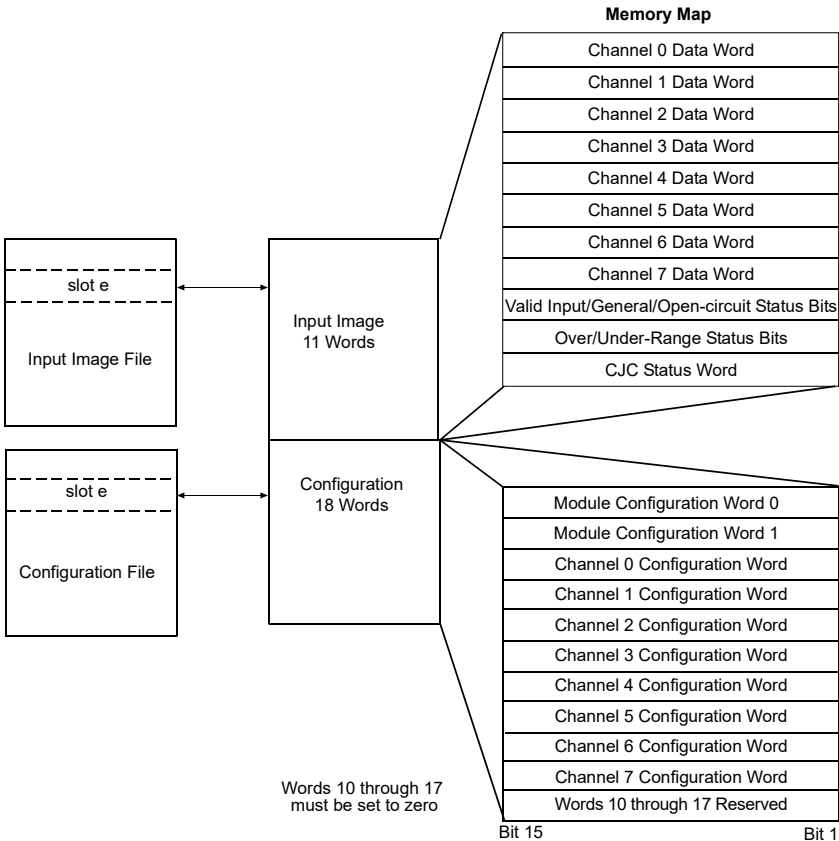 Memory Map
Channel 0 Data Word
Channel 1 Data Word
Channel 2 Data Word
Channel 3 Data Word
Channel 4 Data Word
Channel 5 Data Word
Channel 6 Data Word
Channel 7 Data Word
Valid Input/General/Open-circuit Status Bits
Over/Under-Range Status Bits
CJC Status Word
slot e
Input Image File
Input Image
11 Words
slot e
Configuration File
Configuration
18 Words
Module Configuration Word 0
Module Configuration Word 1
Channel 0 Configuration Word
Channel 1 Configuration Word
Channel 2 Configuration Word
Channel 3 Configuration Word
Channel 4 Configuration Word
Channel 5 Configuration Word
Channel 6 Configuration Word
Channel 7 Configuration Word
Words 10 through 17 Reserved
Words 10 through 17
must be set to zero
Bit 15
Bit 1